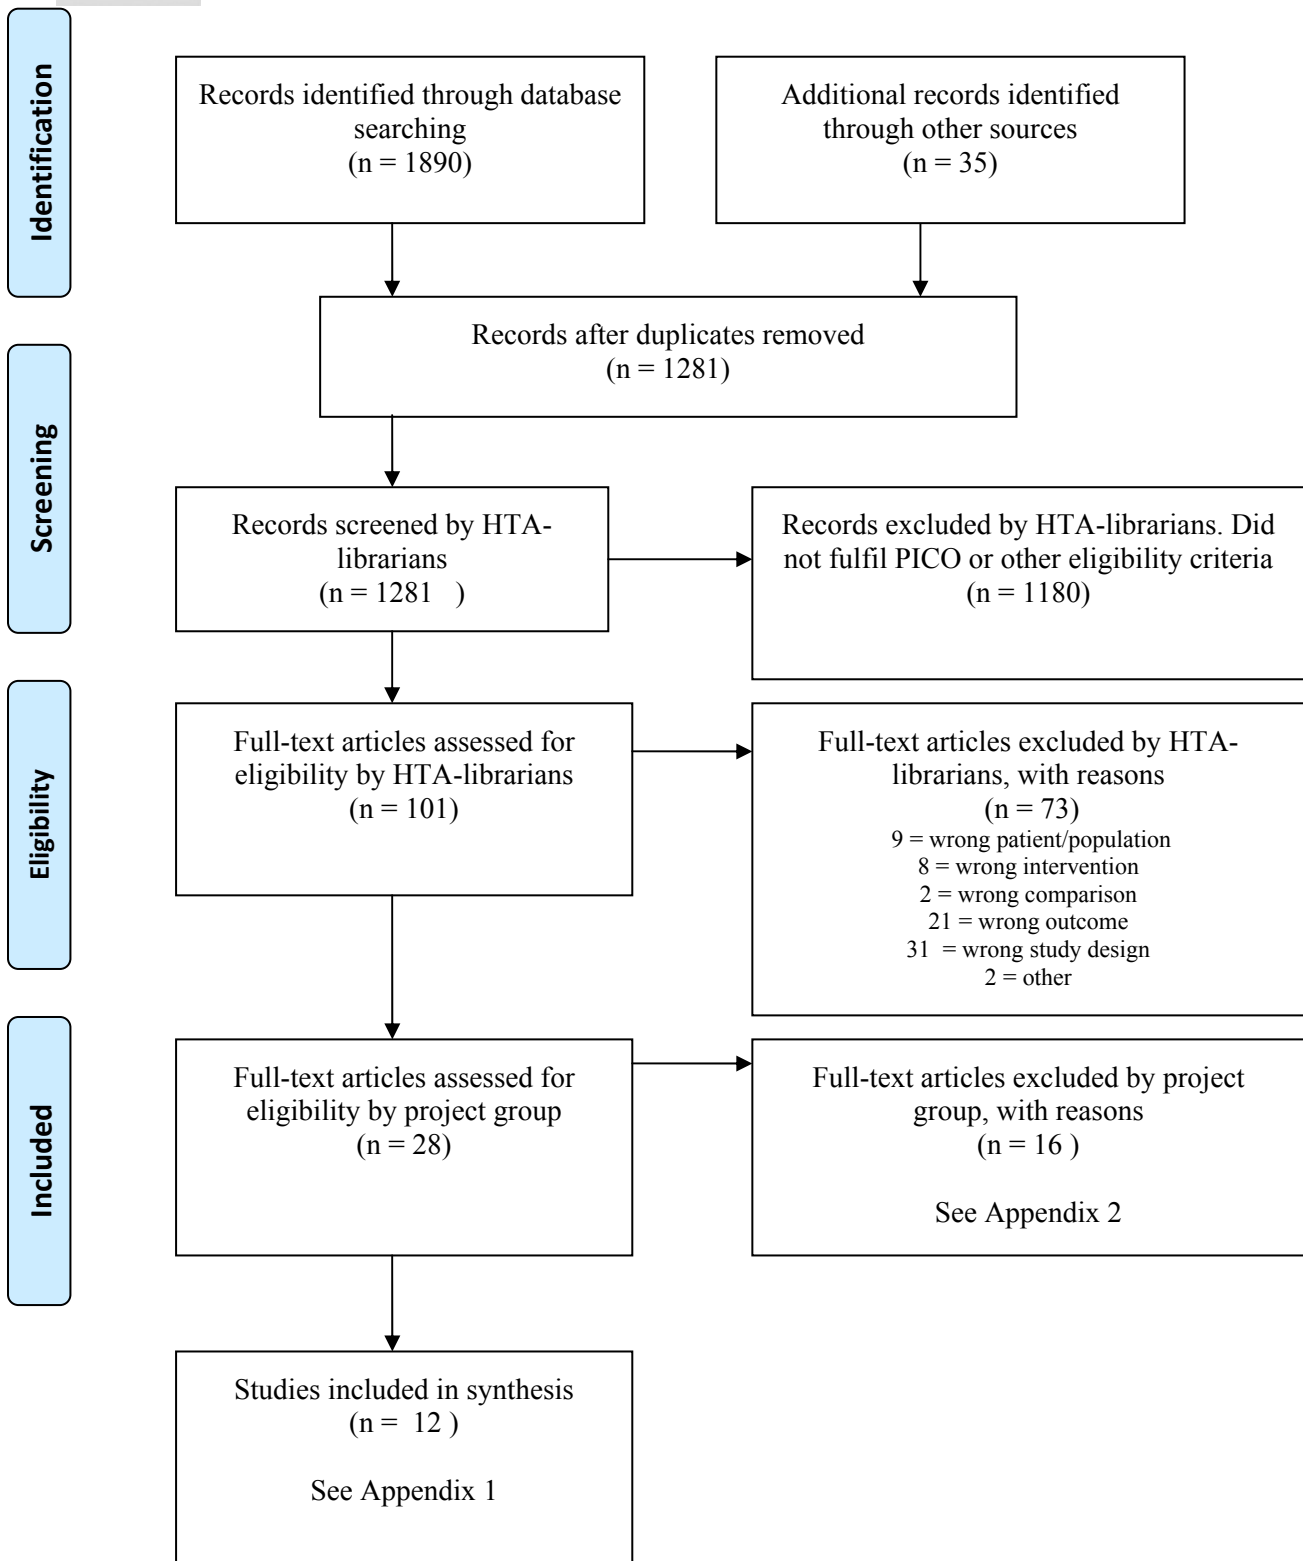 Identification
Records identified through database
searching
(n = 1890)
Additional records identified
through other sources
(n = 35)
Records after duplicates removed
(n = 1281)
Screening
Records screened by HTA-
librarians
(n = 1281   )
Records excluded by HTA-librarians. Did
not fulfil PICO or other eligibility criteria
(n = 1180)
Eligibility
Full-text articles assessed for
eligibility by HTA-librarians
(n = 101)
Full-text articles excluded by HTA-
librarians, with reasons
(n = 73)
9 = wrong patient/population
8 = wrong intervention
2 = wrong comparison
21 = wrong outcome
31  = wrong study design
2 = other
Included
Full-text articles assessed for
eligibility by project group
(n = 28)
Full-text articles excluded by project
group, with reasons
(n = 16 )
See Appendix 2
Studies included in synthesis
(n =  12 )
See Appendix 1